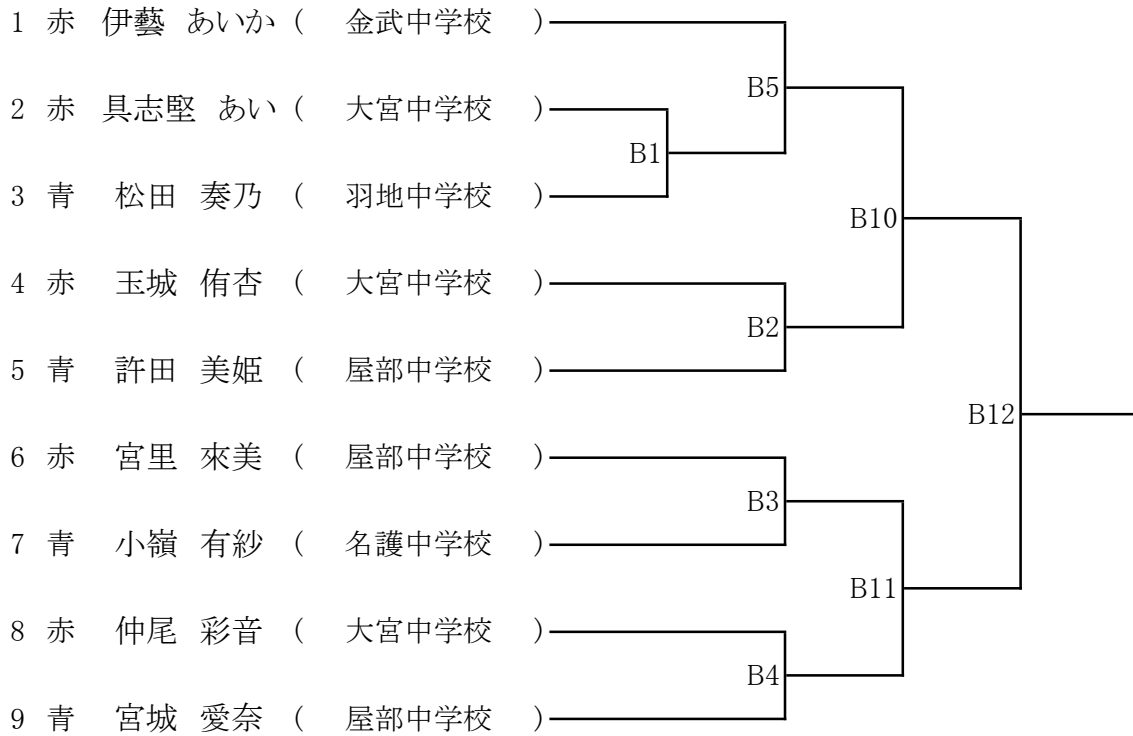 1 赤 伊藝 あいか ( 金武中学校 )
B5
2 赤 具志堅 あい ( 大宮中学校 )
B1
3 青 松田 奏乃 ( 羽地中学校 )
B10
4 赤 玉城 侑杏 ( 大宮中学校 )
B2
5 青 許田 美姫 ( 屋部中学校 )
B12
6 赤 宮里 來美 ( 屋部中学校 )
B3
7 青 小嶺 有紗 ( 名護中学校 )
B11
8 赤 仲尾 彩音 ( 大宮中学校 )
B4
9 青 宮城 愛奈 ( 屋部中学校 )